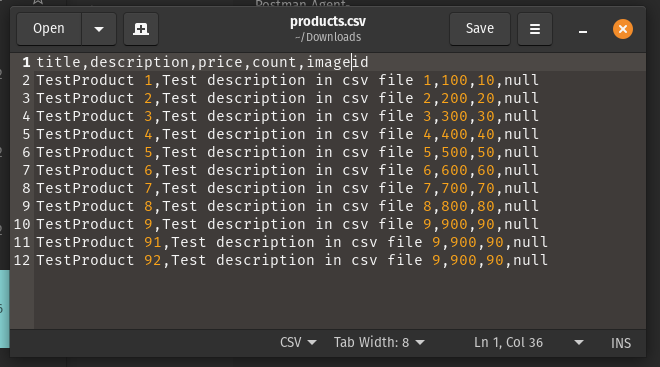 Postman Agent-
Open
products.csv
~/Downloads
Save
1 title,description,price,count,imageid
2 TestProduct 1,Test description in csv file 1,100,10,null
3 TestProduct 2,Test description in csv file 2,200,20,null
4 TestProduct 3,Test description in csv file 3,300,30,null
5 TestProduct 4,Test description in csv file 4,400,40,null
6 TestProduct 5,Test description in csv file 5,500,50,null
7 TestProduct 6,Test description in csv file 6,600,60,null
8 TestProduct 7,Test description in csv file 7,700,70,null
9 TestProduct 8,Test description in csv file 8,800,80,null
10 TestProduct 9,Test description in csv file 9,900,90,null
11 TestProduct 91,Test description in csv file 9,900,90,null
12 TestProduct 92,Test description in csv file 9,900,90,null
CSV Tab Width: 8 Ln 1, Col 36 INS